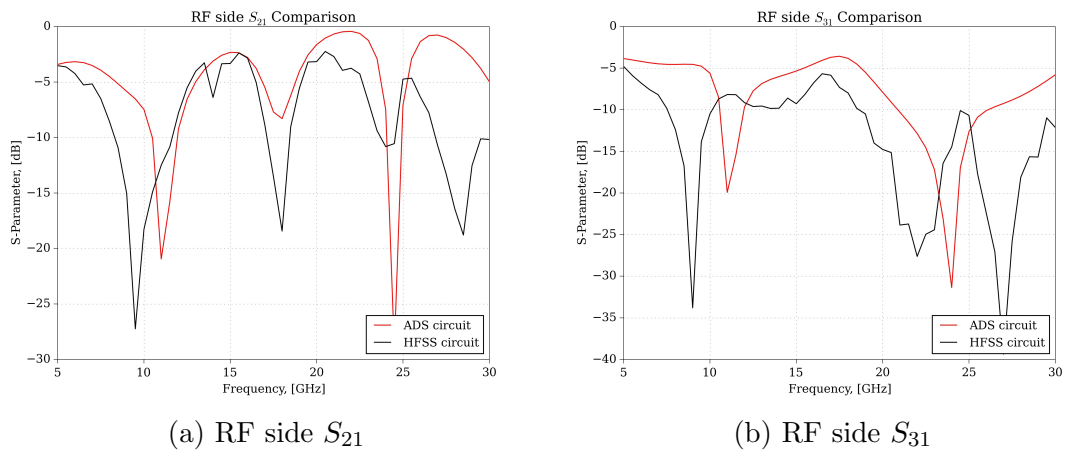 RF side S21 Comparison
0
−5
−10
−15
−20
−25
−30
S-Parameter, [dB]
5
10
15
20
25
30
Frequency, [GHz]
ADS circuit
HFSS circuit
(a) RF side S21
RF side S31 Comparison
0
−5
−10
−15
−20
−25
−30
−35
−40
S-Parameter, [dB]
5
10
15
20
25
30
Frequency, [GHz]
ADS circuit
HFSS circuit
(b) RF side S31